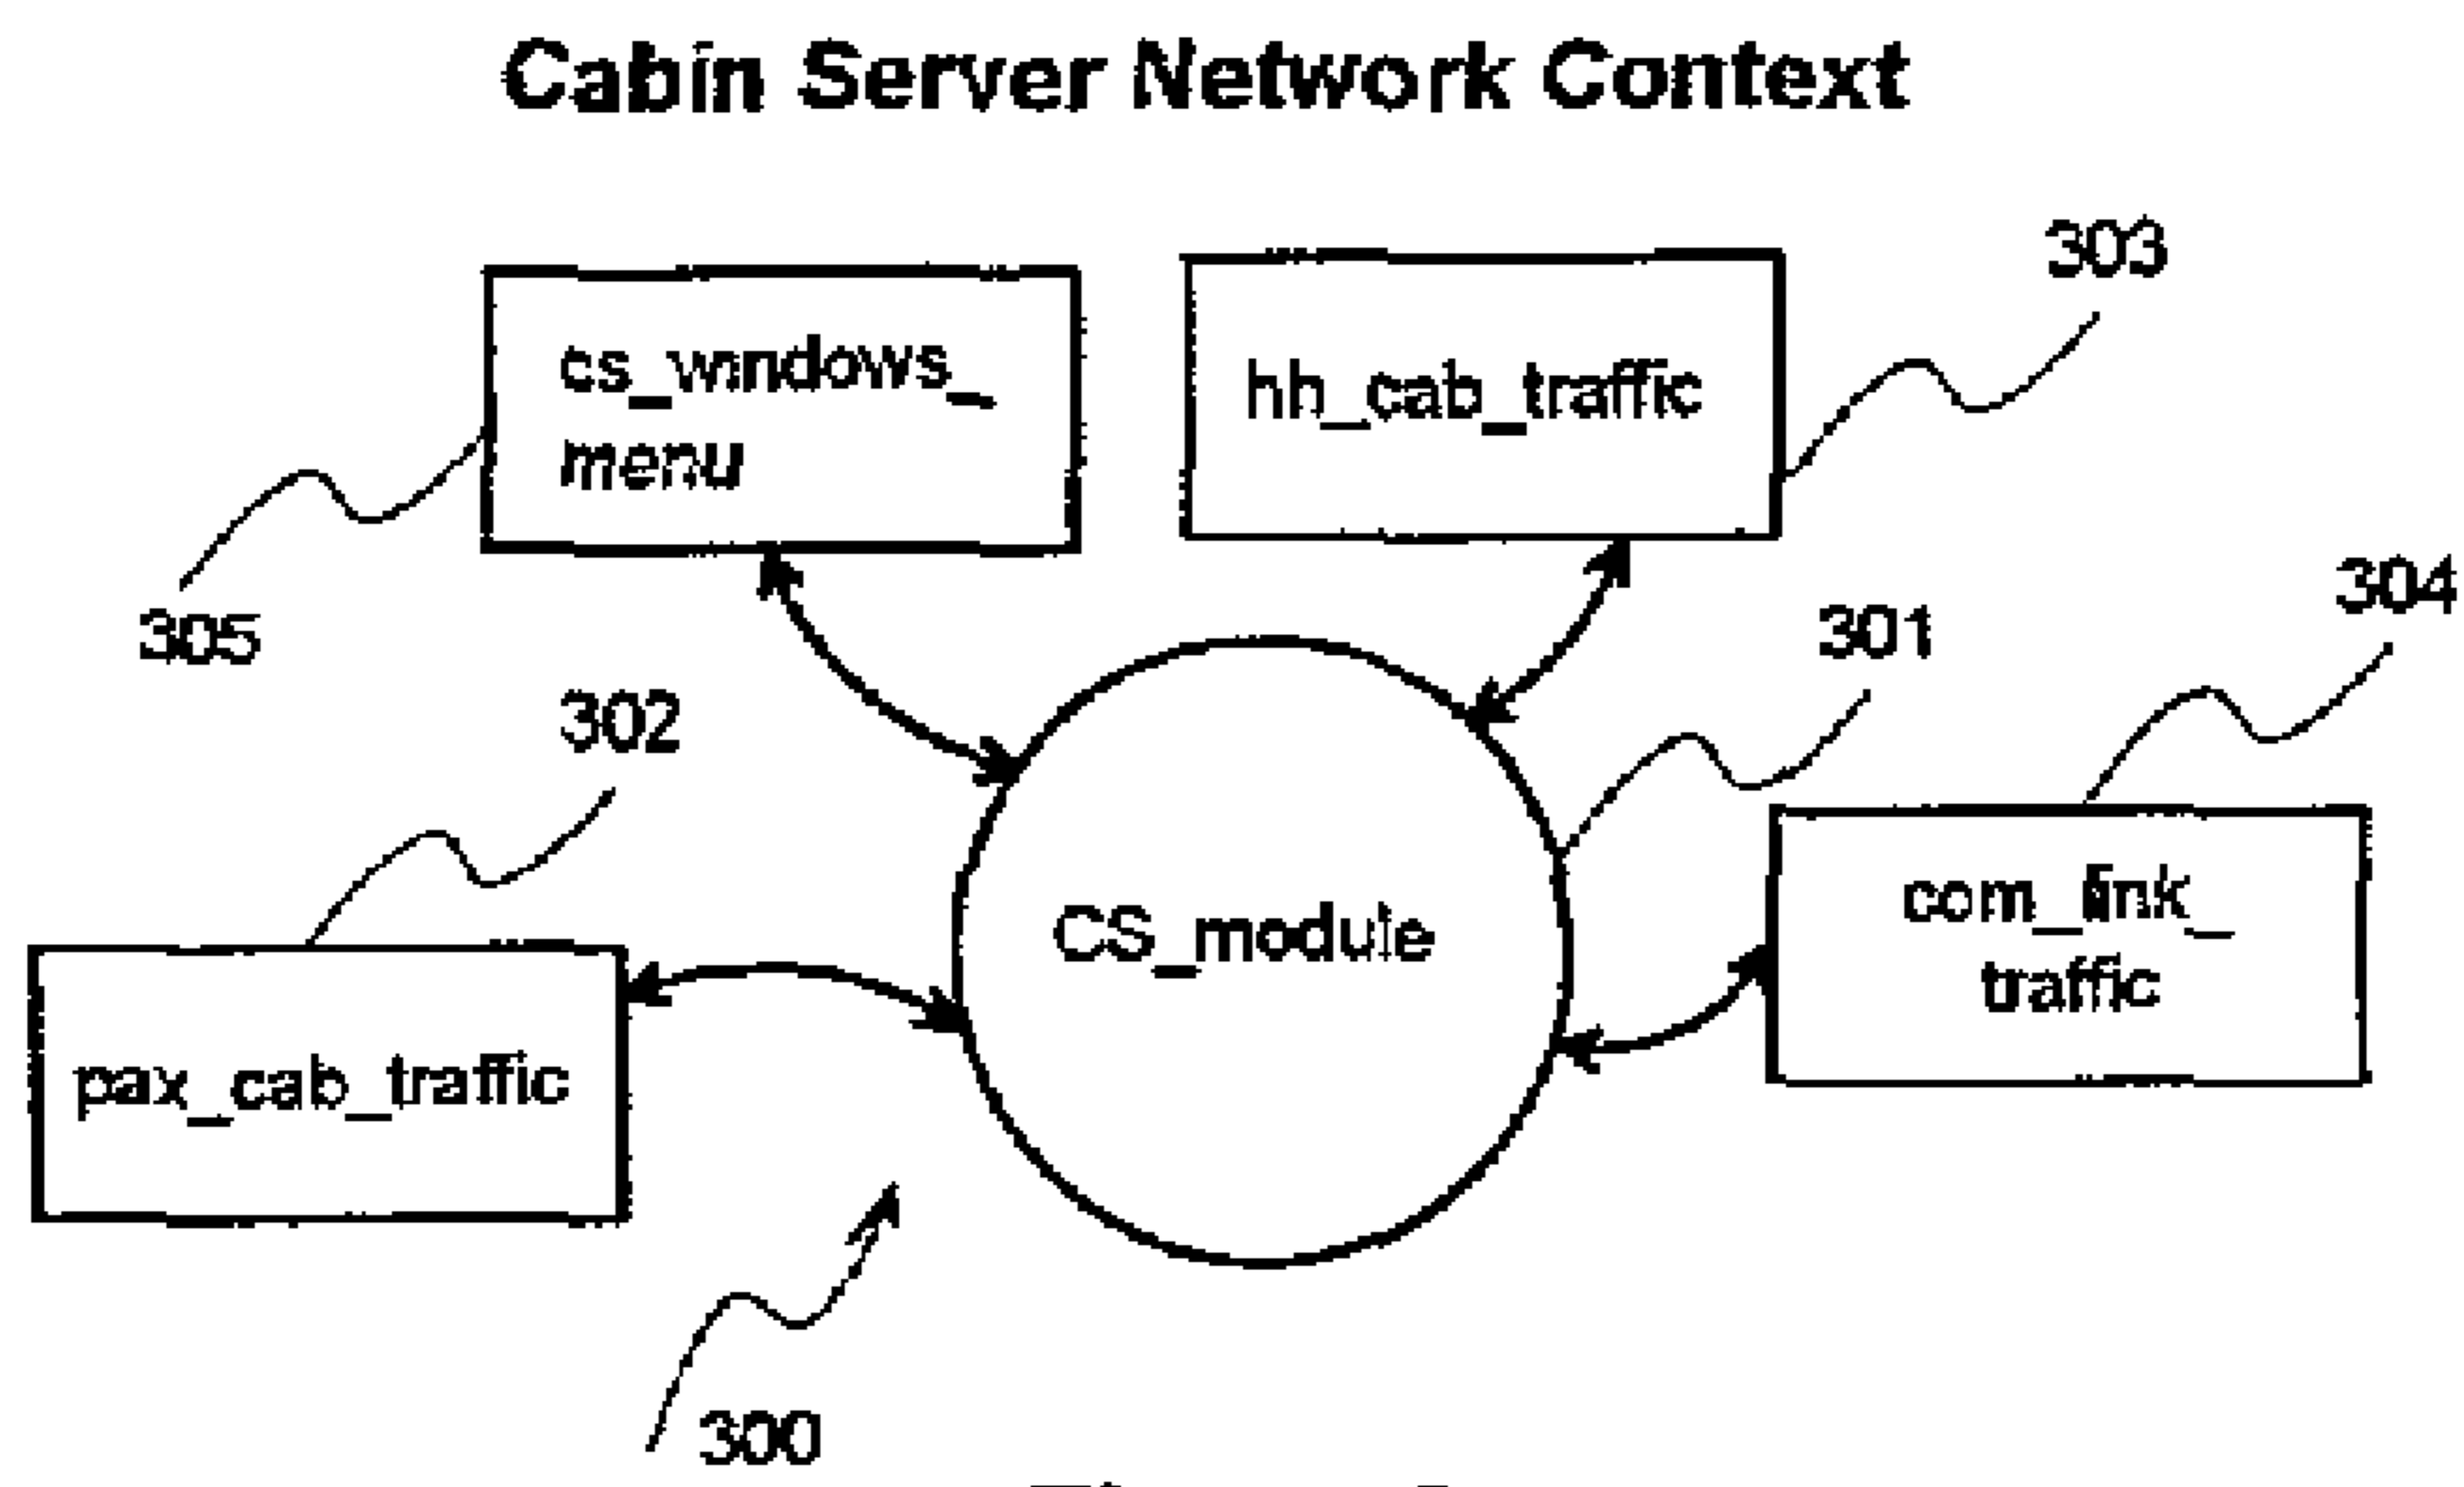 Cabin Server Network Context
303
cs_windows_
menu
hh_cab_traffic
304
305
301
302
CS_module
com_link_
traffic
pax_cab_traffic
300